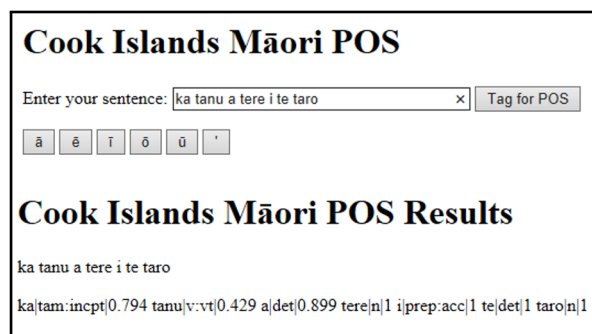 Cook Islands Māori POS
Enter your sentence: ka tanu a tere i te taro × Tag for POS
ā ē ī ō ū '
Cook Islands Māori POS Results
ka tanu a tere i te taro
ka|tam:incpt|0.794 tanu|v:vt|0.429 a|det|0.899 tere|n|1 i|prep:acc|1 te|det|1 taro|n|1